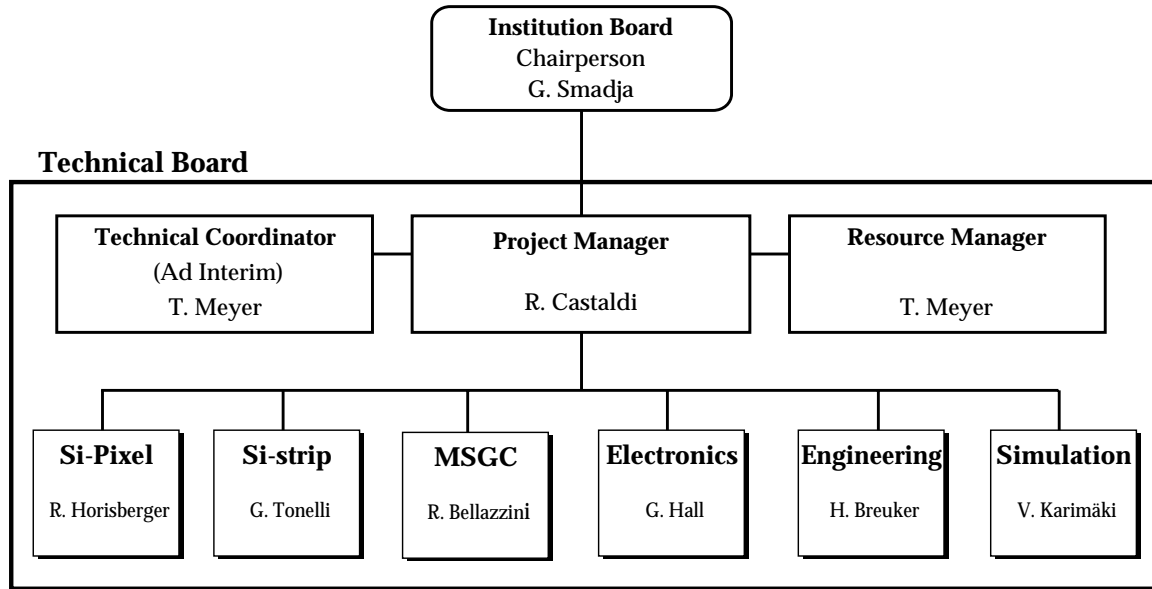 Institution Board
Chairperson
G. Smadja
Technical Board
Technical Coordinator
(Ad Interim)
T. Meyer
Project Manager
R. Castaldi
Resource Manager
T. Meyer
Si-Pixel
R. Horisberger
Si-strip
G. Tonelli
MSGC
R. Bellazzini
Electronics
G. Hall
Engineering
H. Breuker
Simulation
V. Karimäki